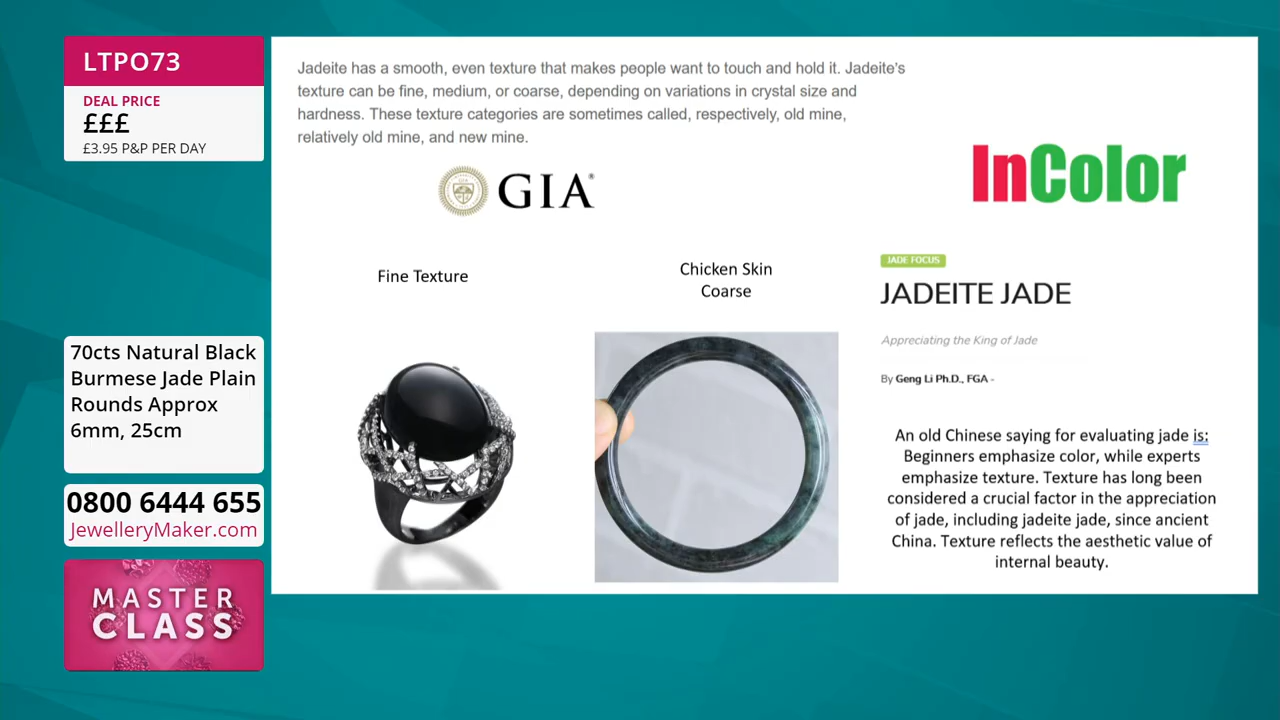 LTPO73
DEAL PRICE
£££
£3.95 P&P PER DAY
70cts Natural Black
Burmese Jade Plain
Rounds Approx
6mm, 25cm
0800 6444 655
JewelleryMaker.com
MASTER
CLASS
Jadeite has a smooth, even texture that makes people want to touch and hold it. Jadeite's
texture can be fine, medium, or coarse, depending on variations in crystal size and
hardness. These texture categories are sometimes called, respectively, old mine,
relatively old mine, and new mine.
GIA®
InColor
Fine Texture
Chicken Skin
Coarse
JADE FOCUS
JADEITE JADE
Appreciating the King of Jade
By Geng Li Ph.D., FGA -
An old Chinese saying for evaluating jade is:
Beginners emphasize color, while experts
emphasize texture. Texture has long been
considered a crucial factor in the appreciation
of jade, including jadeite jade, since ancient
China. Texture reflects the aesthetic value of
internal beauty.